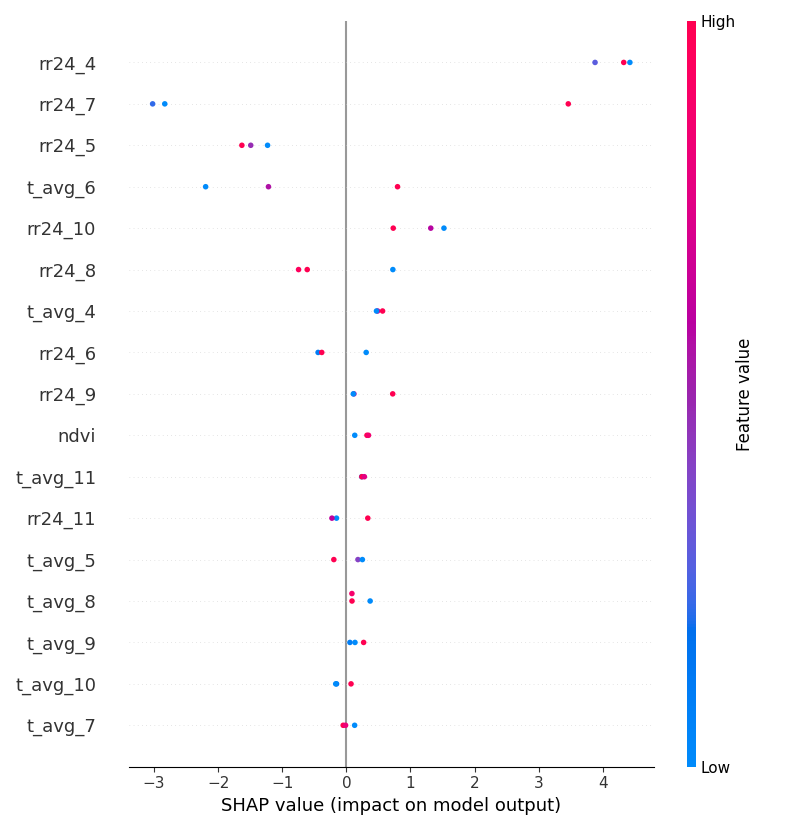 High
rr24_4
rr24_7
rr24_5
t_avg_6
rr24_10
rr24_8
t_avg_4
rr24_6
rr24_9
ndvi
t_avg_11
rr24_11
t_avg_5
t_avg_8
t_avg_9
t_avg_10
t_avg_7
Feature value
Low
−3 −2 −1 0 1 2 3 4
SHAP value (impact on model output)